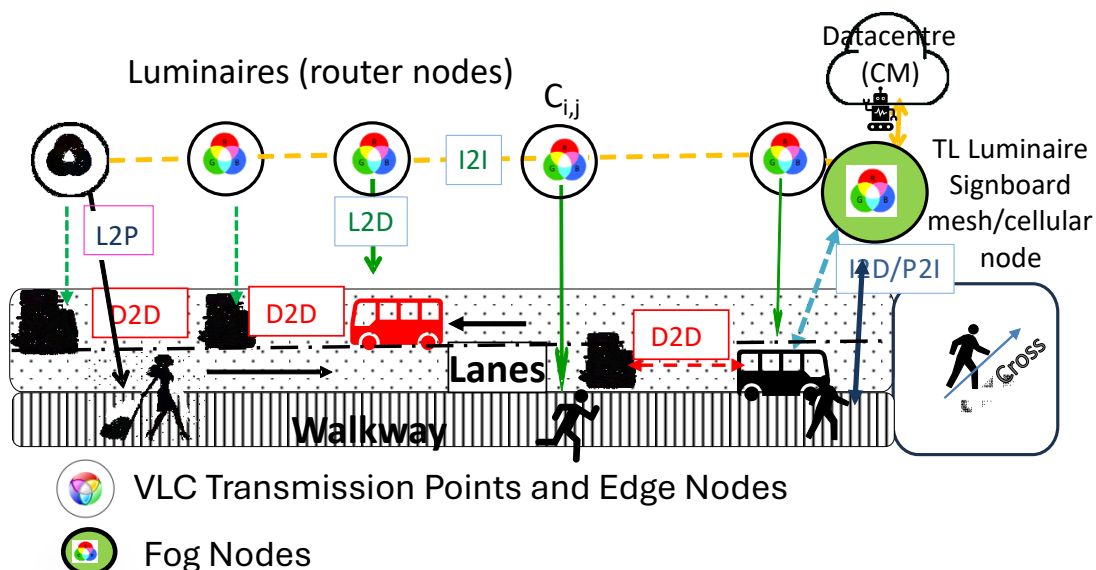 Datacentre
(CM)
Luminaires (router nodes)
C i,j
I2I
TL Luminaire
Signboard
mesh/cellular
node
L2P
L2D
I2D/P2I
D2D
D2D
D2D
Lanes
Cross
Walkway
VLC Transmission Points and Edge Nodes
Fog Nodes